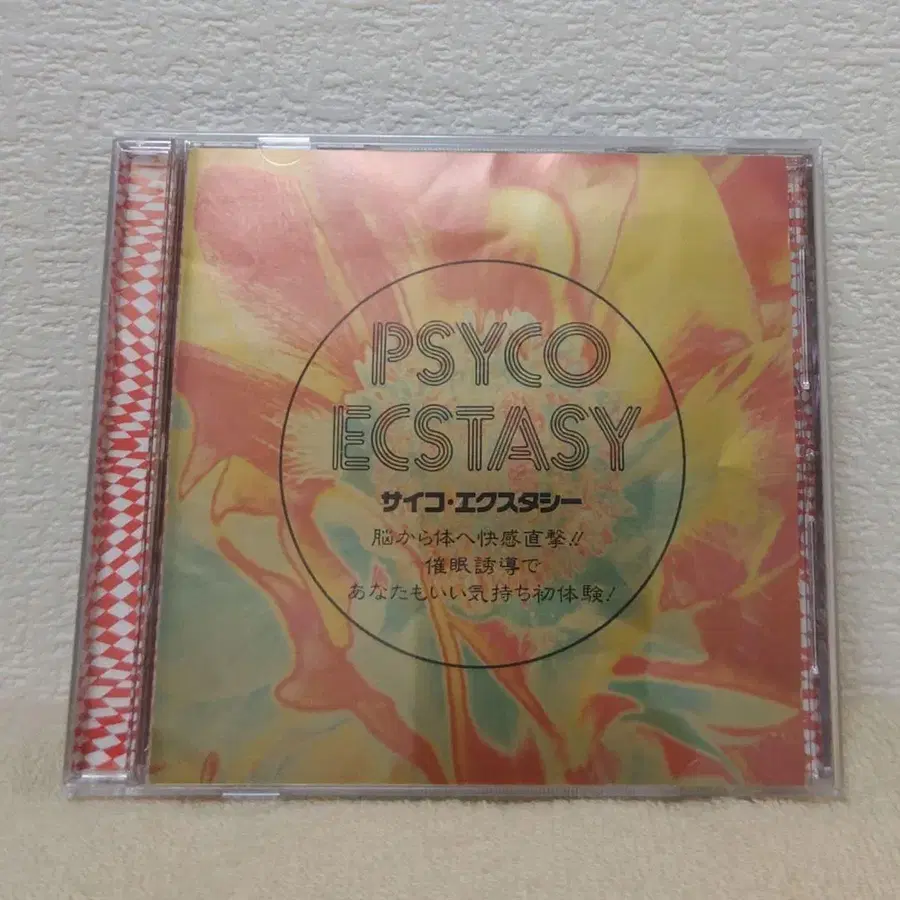 PSYCO
ECSTASY
サイコ・エクスタシー
脳から体へ快感直撃!!
催眠誘導で
あなたもいい気持ち初体験!